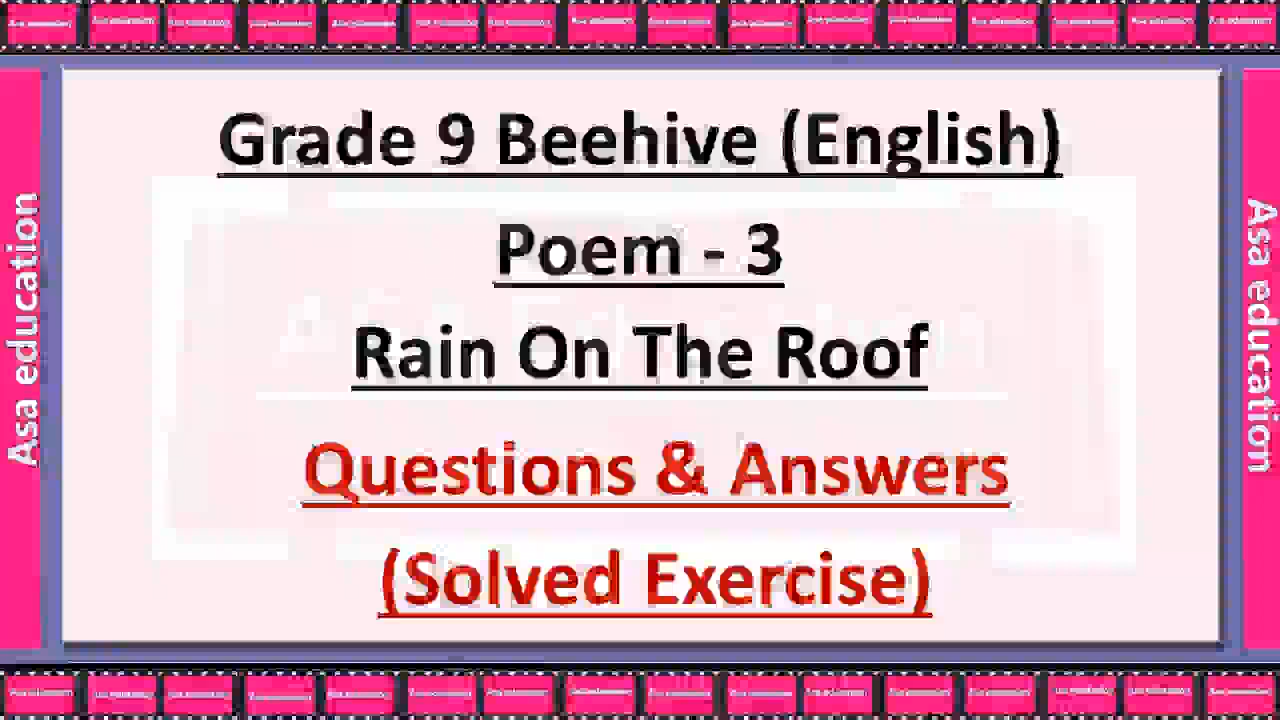 Grade 9 Beehive (English)
Poem - 3
Rain On The Roof
Questions & Answers
(Solved Exercise)
Asa education
Asa education